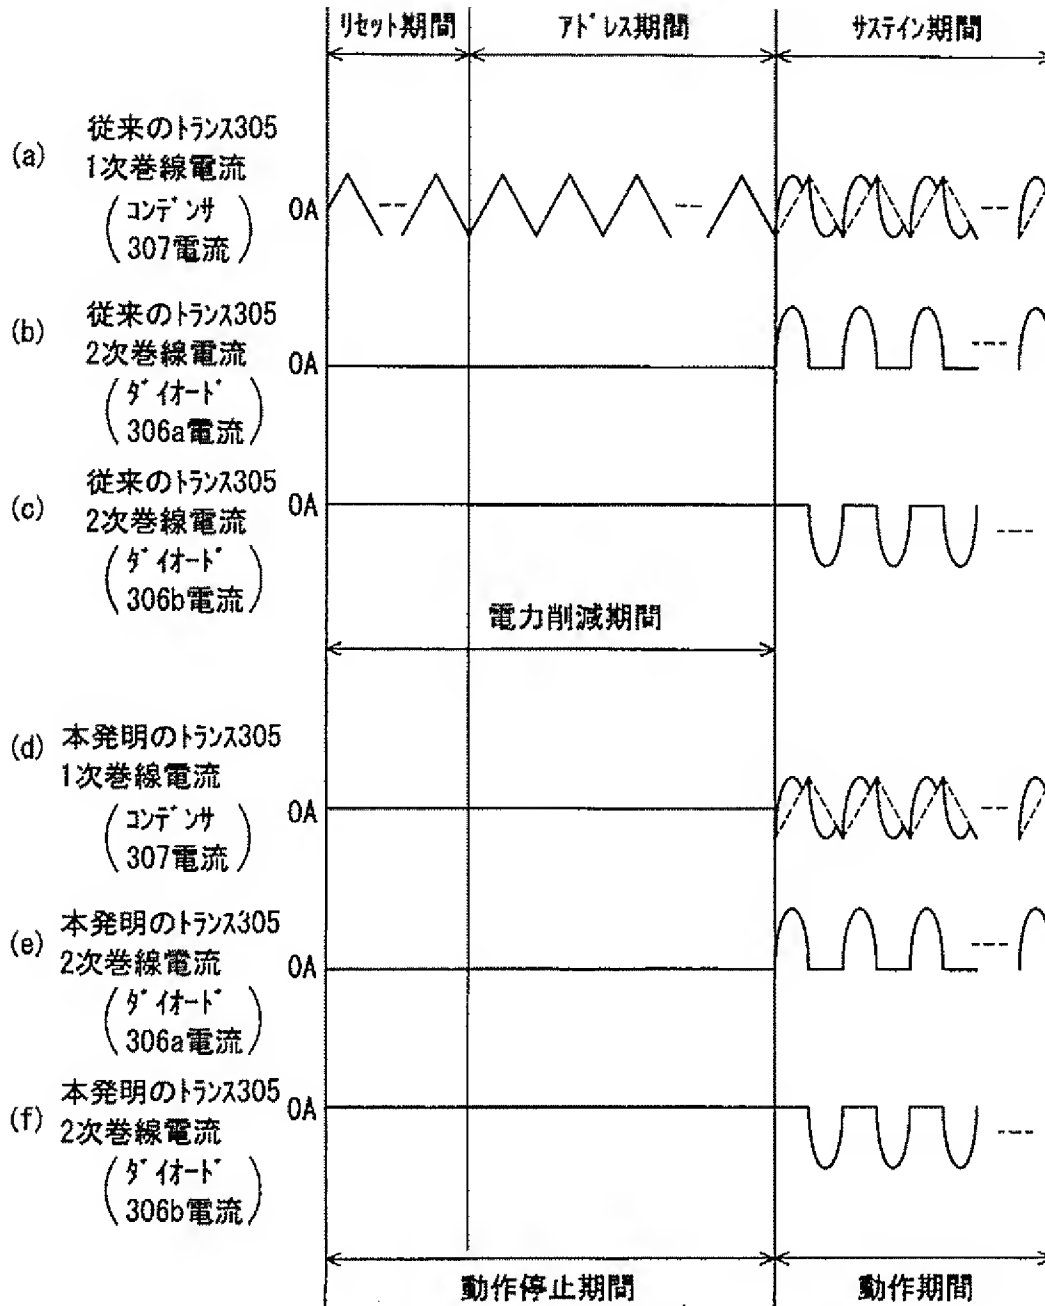 リセット期間 アドレス期間 サステイン期間
(a) 従来のトランス305
1次巻線電流
(コンデンサ
307電流)
0A
(b) 従来のトランス305
2次巻線電流
(ダイオード
306a電流)
0A
(c) 従来のトランス305
2次巻線電流
(ダイオード
306b電流)
0A
電力削減期間
(d) 本発明のトランス305
1次巻線電流
(コンデンサ
307電流)
0A
(e) 本発明のトランス305
2次巻線電流
(ダイオード
306a電流)
0A
(f) 本発明のトランス305
2次巻線電流
(ダイオード
306b電流)
0A
動作停止期間 動作期間